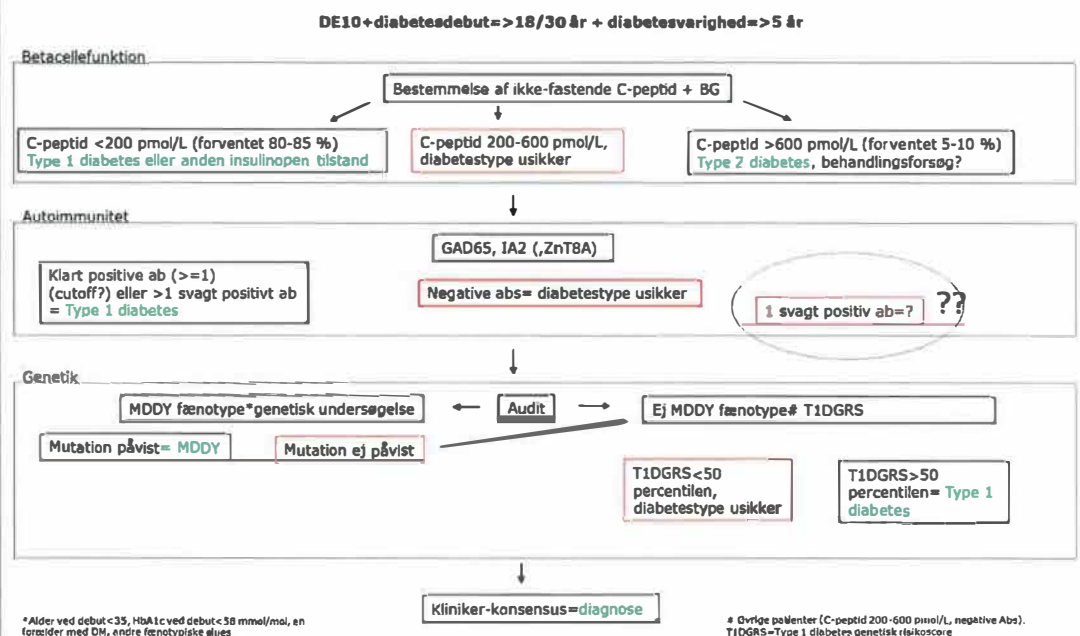 DE10+diabetesdebut=>18/30 år + diabetesvarighed=>5 år
Betacellefunktion
Bestemmelse af ikke-fastende C-peptid + BG
C-peptid <200 pmol/L (forventet 80-85 %)
Type 1 diabetes eller anden insulinopen tilstand
C-peptid 200-600 pmol/L,
diabetestype usikker
C-peptid >600 pmol/L (forventet 5-10 %)
Type 2 diabetes, behandlingsforsøg?
Autoimmunitet
GAD65, IA2 (,ZnT8A)
Klart positive ab (>=1)
(cutoff?) eller >1 svagt positivt ab
= Type 1 diabetes
Negative abs= diabetestype usikker
1 svagt positiv ab=?
??
Genetik
MDDY fænotype*genetisk undersøgelse
Audit
Ej MDDY fænotype# T1DGRS
Mutation påvist= MDDY
Mutation ej påvist
T1DGRS<50
percentilen,
diabetestype usikker
T1DGRS>50
percentilen= Type 1
diabetes
Kliniker-konsensus=diagnose
*Alder ved debut<35, HbA1c ved debut<58 mmol/mol, en
forælder med DM, andre fænotypiske
# Øvrige patienter (C-peptid 200-600 pmol/L, negative Abs).
T1DGRS=Type 1 diabetes genetisk risikoscore